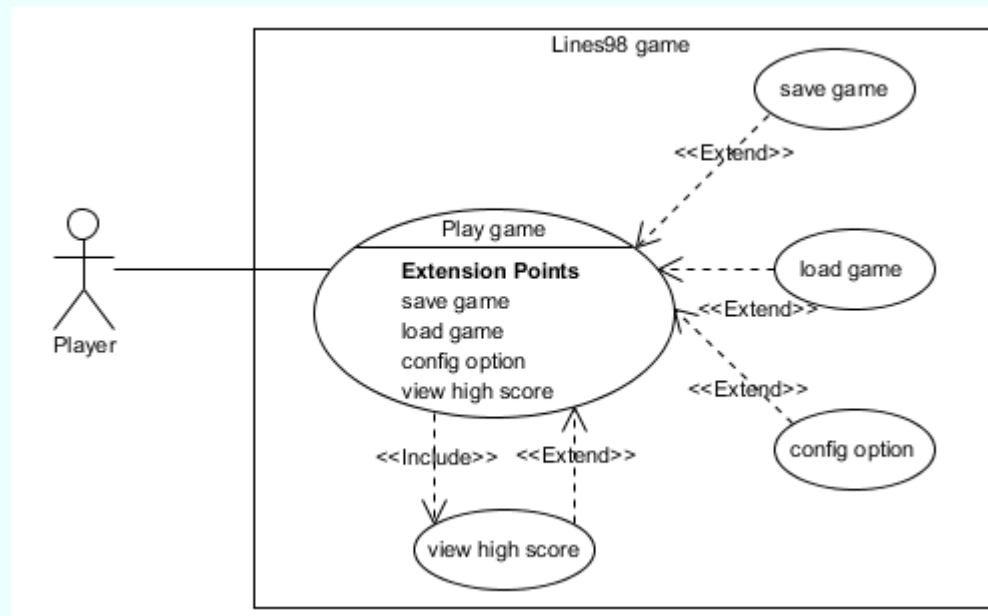 Lines98 game
save game
<<Extend>>
Play game
Extension Points
save game
load game
config option
view high score
load game
<<Extend>>
Player
<<Extend>>
config option
<<Include>>
<<Extend>>
view high score